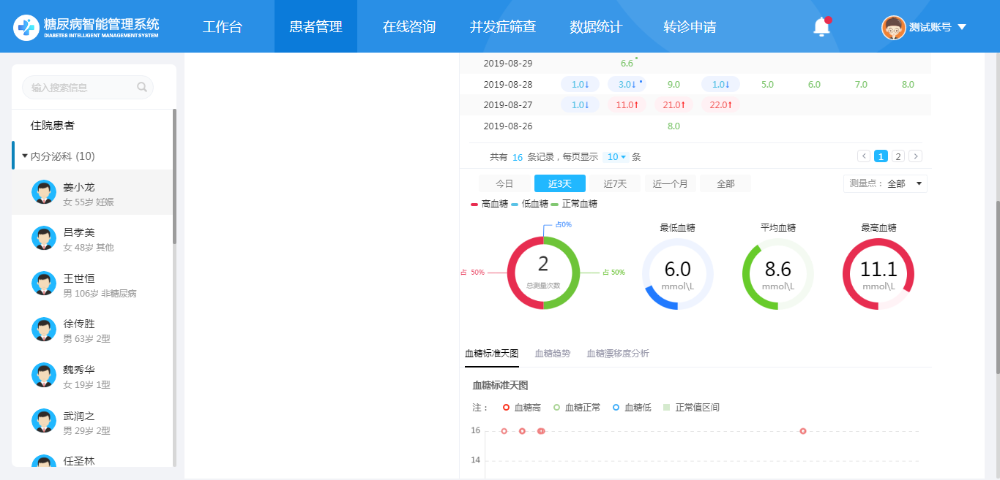 糖尿病智能管理系统
DIABETES INTELLIGENT MANAGEMENT SYSTEM
工作台 患者管理 在线咨询 并发症筛查 数据统计 转诊申请
测试账号
输入搜索信息
住院患者
内分泌科 (10)
姜小龙
女 55岁 妊娠
吕孝美
女 48岁 其他
王世恒
男 106岁 非糖尿病
徐传胜
男 63岁 2型
魏秀华
女 19岁 1型
武润之
男 29岁 2型
任圣林
2019-08-29 6.6
2019-08-28 1.0↓ 3.0↓ 9.0 1.0↓ 5.0 6.0 7.0 8.0
2019-08-27 1.0↓ 11.0↑ 21.0↑ 22.0↑
2019-08-26 8.0
共有 16 条记录，每页显示 10 条
1 2
今日 近3天 近7天 近一个月 全部
测量点： 全部
高血糖 低血糖 正常血糖
占0%
占 50%
2
总测量次数
占 50%
最低血糖
6.0
mmol\L
平均血糖
8.6
mmol\L
最高血糖
11.1
mmol\L
血糖标准天图 血糖趋势 血糖漂移度分析
血糖标准天图
注： 血糖高 血糖正常 血糖低 正常值区间
16
14